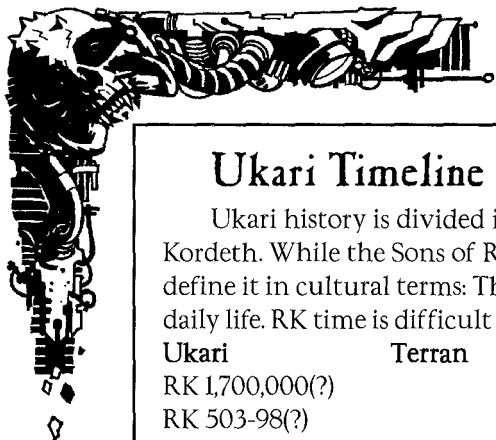 Ukari Timeline
Ukari history is divided i
Kordeth. While the Sons of R
define it in cultural terms: Th
daily life. RK time is difficult
Ukari Terran
RK 1,700,000(?)
RK 503-98(?)